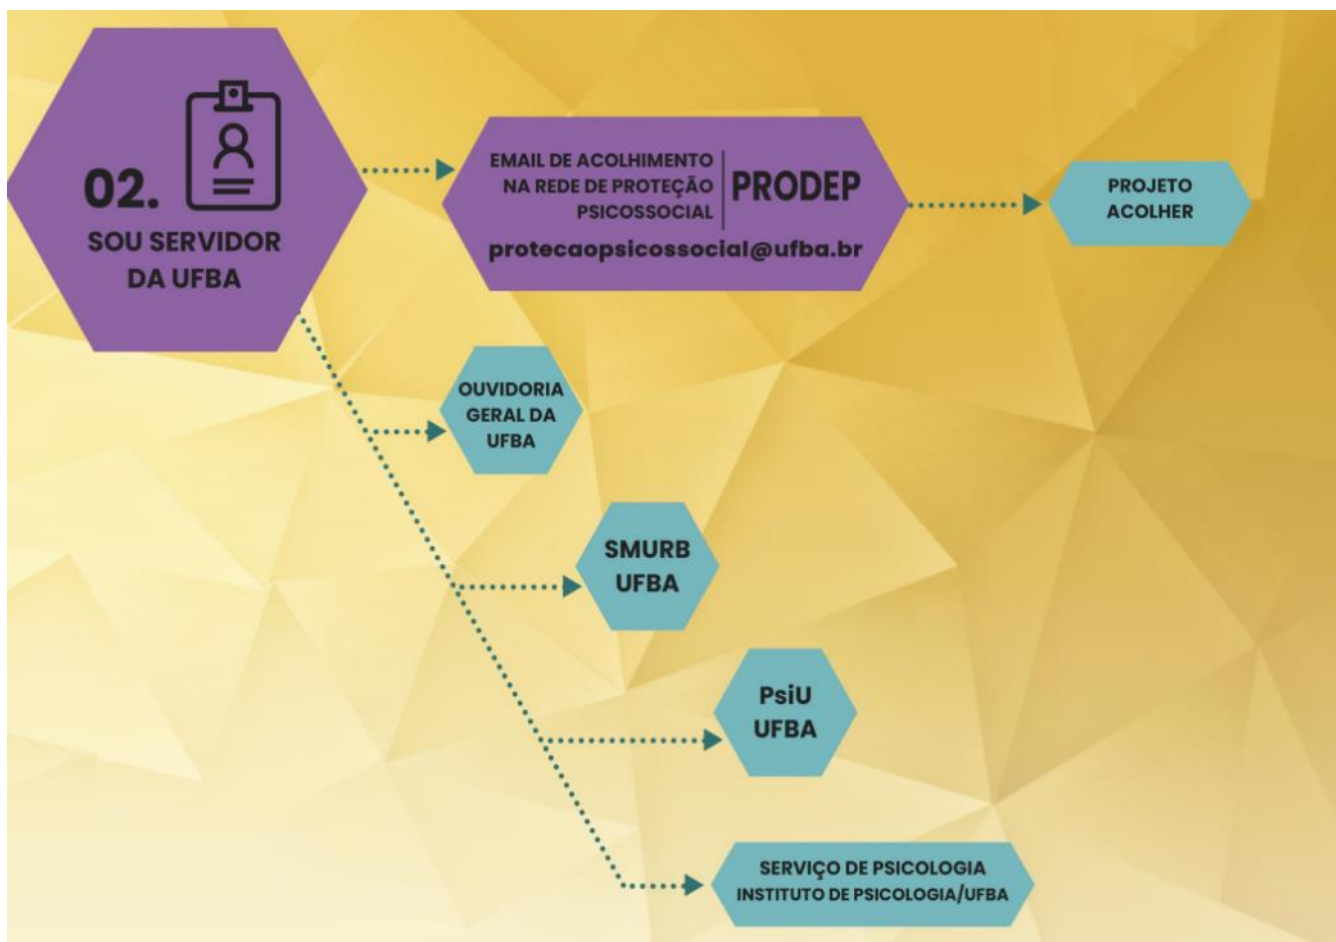 02.
SOU SERVIDOR
DA UFBA
EMAIL DE ACOLHIMENTO
NA REDE DE PROTEÇÃO
PSICOSSOCIAL
PRODEP
protecaopsicossocial@ufba.br
PROJETO
ACOLHER
OUVIDORIA
GERAL DA
UFBA
SMURB
UFBA
PsiU
UFBA
SERVIÇO DE PSICOLOGIA
INSTITUTO DE PSICOLOGIA/UFBA